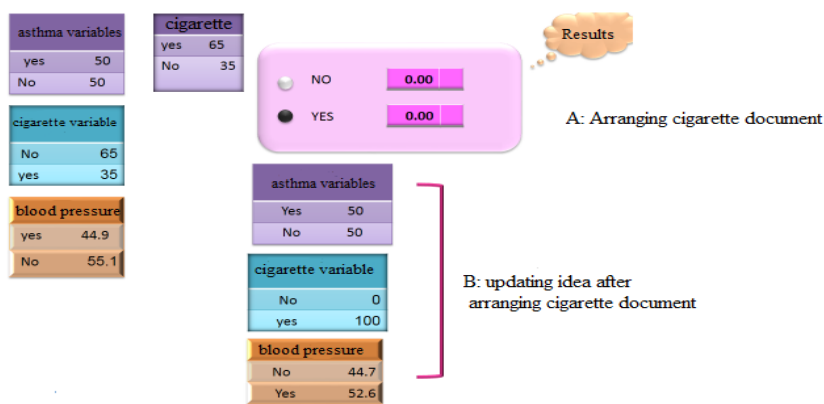 asthma variables
yes 50
No 50
cigarette
yes 65
No 35
Results
NO 0.00
YES 0.00
A: Arranging cigarette document
cigarette variable
No 65
yes 35
blood pressure
yes 44.9
No 55.1
asthma variables
Yes 50
No 50
cigarette variable
No 0
yes 100
blood pressure
No 44.7
Yes 52.6
B: updating idea after
arranging cigarette document